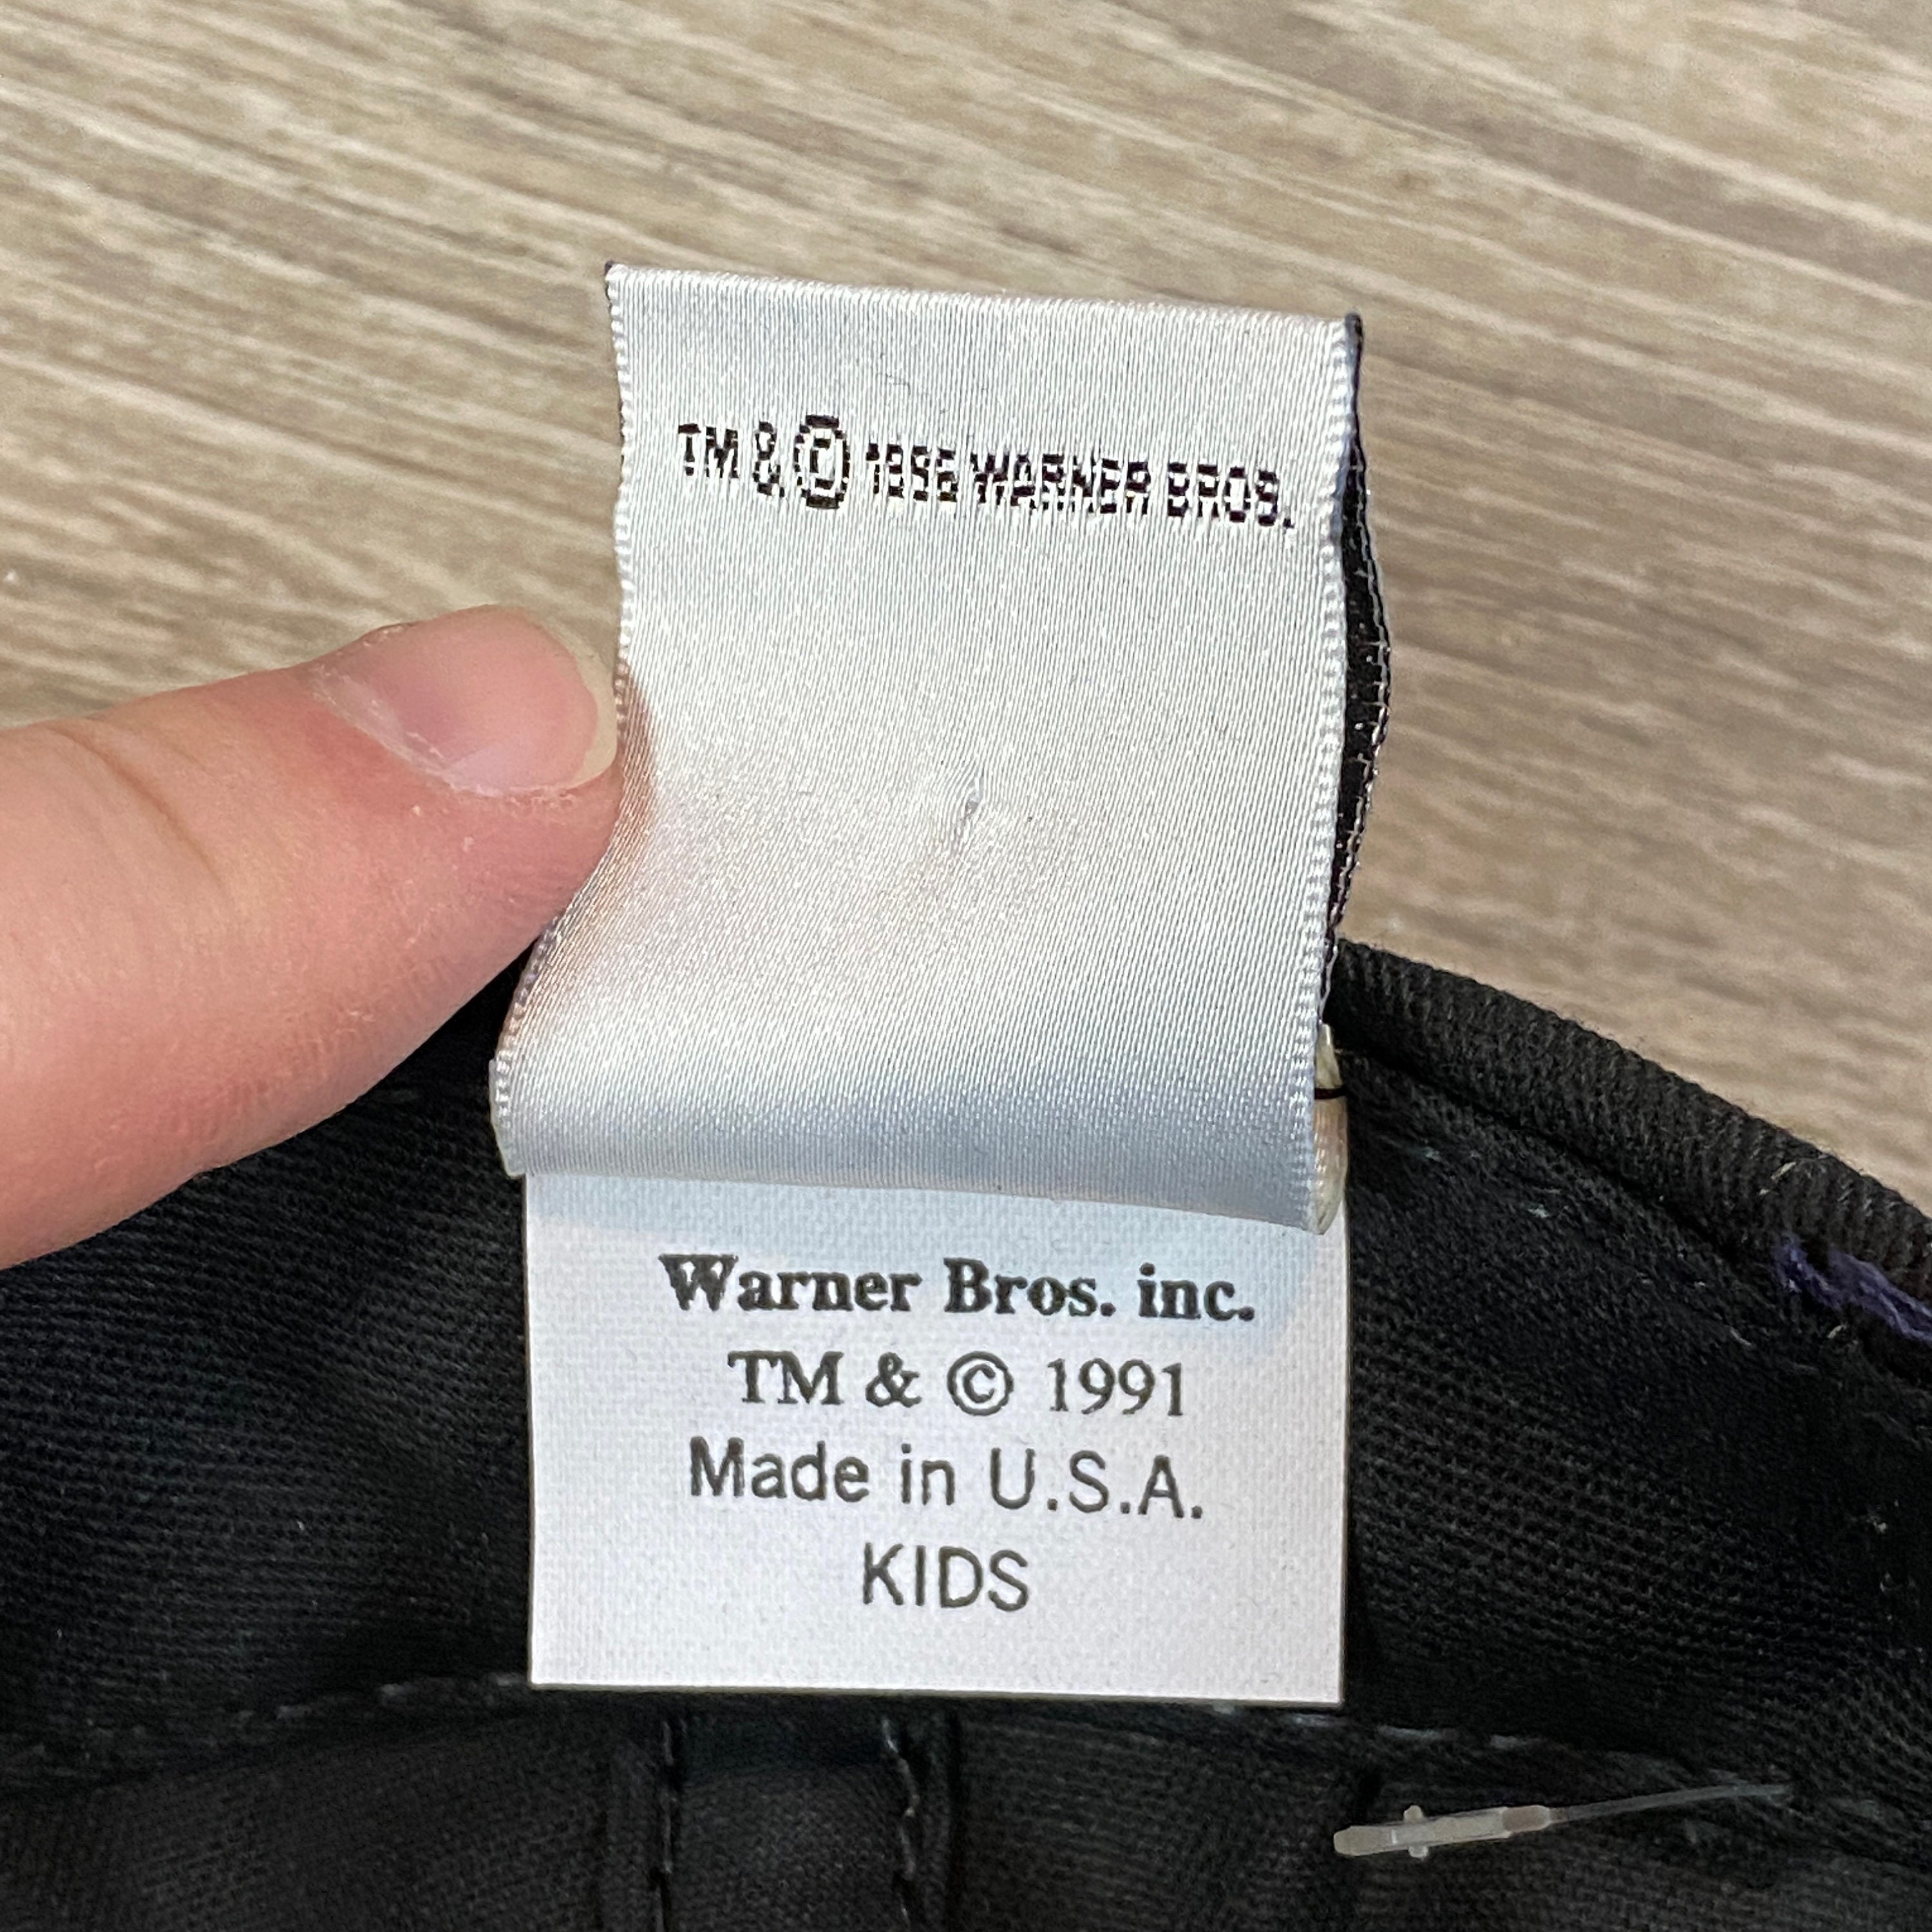 TM & © 1996 WARNER BROS.
Warner Bros. inc.
TM & © 1991
Made in U.S.A.
KIDS